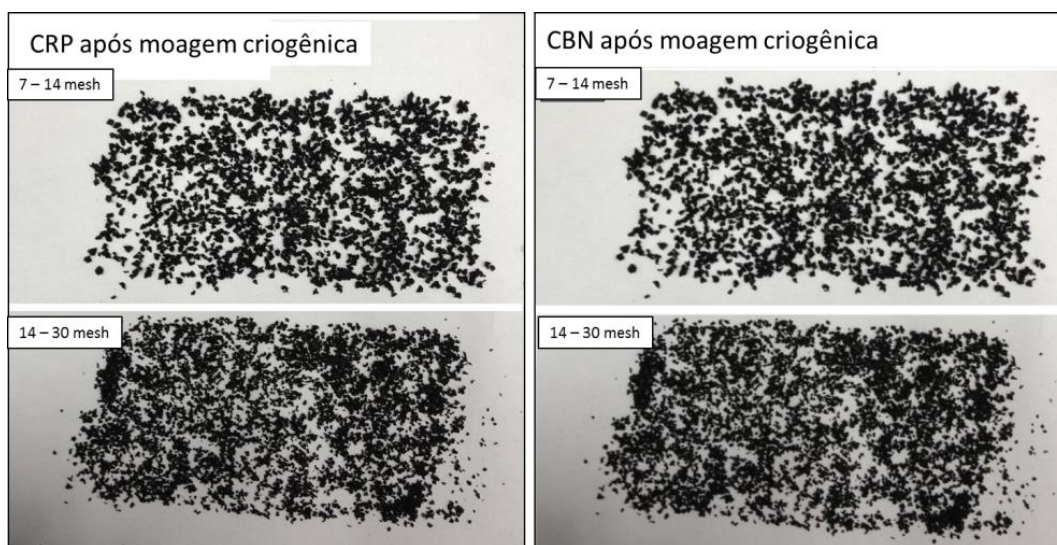 CRP após moagem criogênica
7 – 14 mesh
14 – 30 mesh
CBN após moagem criogênica
7 – 14 mesh
14 – 30 mesh